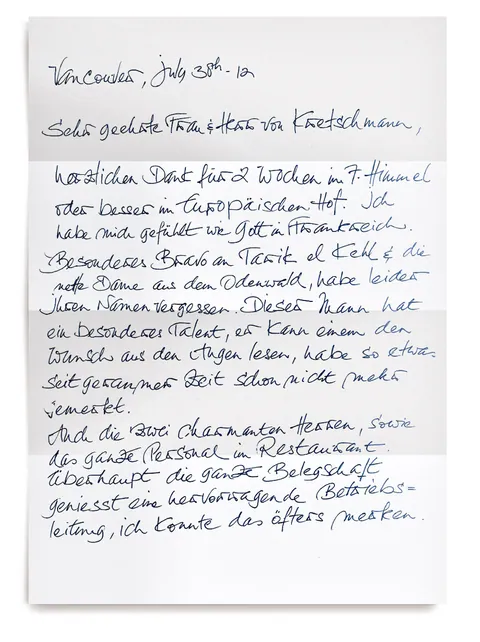 Vancouver, July 30th - 12
Sehr geehrte Frau & Herr von Kretschmann,
herzlichen Dank für 2 Wochen im 7. Himmel
oder besser im Europäischen Hof. Ich
habe mich gefühlt wie Gott in Frankreich.
Besonderes Bravo an Tarik el Kehl & die
nette Dame aus dem Odenwald, habe leider
ihren Namen vergessen. Dieser Mann hat
ein besonderes Talent, er kann einem den
Wunsch aus den Augen lesen, habe so etwas
seit geraumer Zeit schon nicht mehr
gemerkt.
Auch die zwei charmanten Herren, sowie
das ganze Personal im Restaurant.
Überhaupt die ganze Belegschaft
geniesst eine hervorragende Betriebs=
leitung, ich konnte das öfters merken.